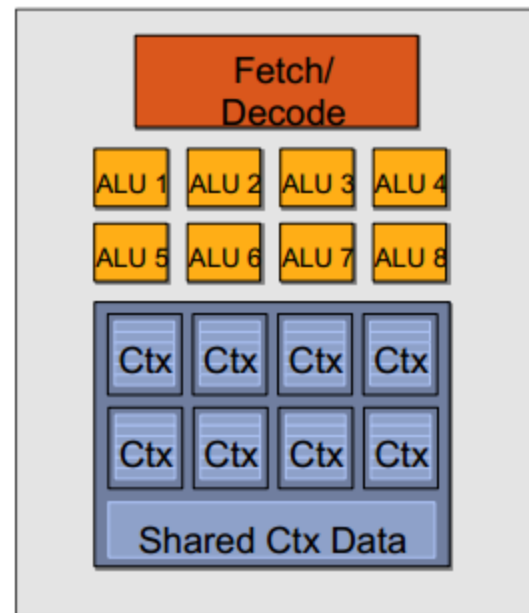 Fetch/
Decode
ALU 1 ALU 2 ALU 3 ALU 4
ALU 5 ALU 6 ALU 7 ALU 8
Ctx Ctx Ctx Ctx
Ctx Ctx Ctx Ctx
Shared Ctx Data